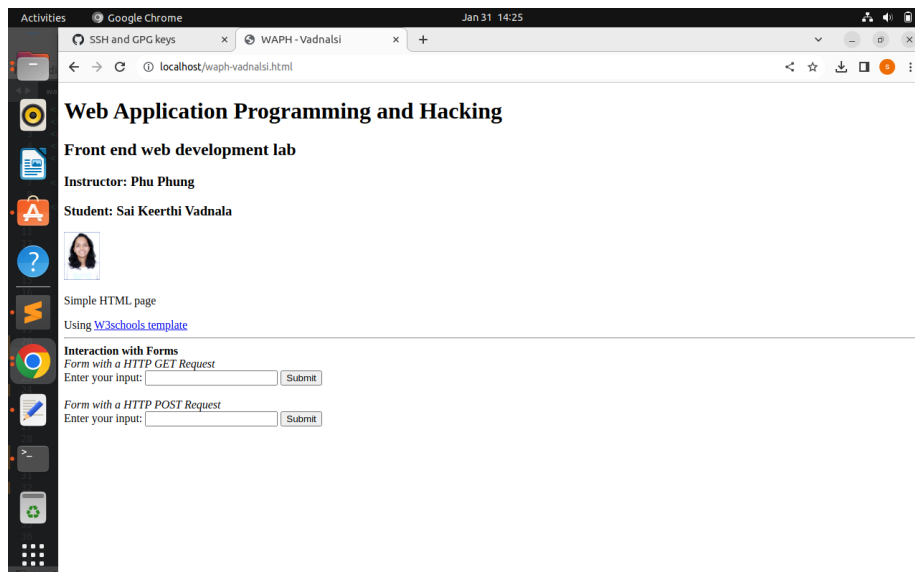 Activities Google Chrome Jan 31 14:25
SSH and GPG keys × WAPH - Vadnalsi × +
localhost/waph-vadnalsi.html s
Web Application Programming and Hacking
Front end web development lab
Instructor: Phu Phung
Student: Sai Keerthi Vadnala
Simple HTML page
Using W3schools template
Interaction with Forms
Form with a HTTP GET Request
Enter your input: Submit
Form with a HTTP POST Request
Enter your input: Submit